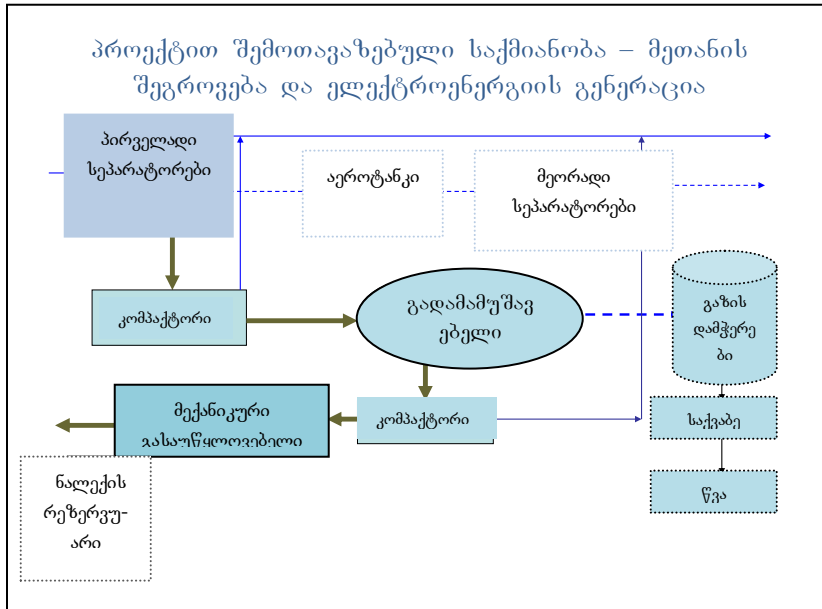 პროექტით შემოთავაზებული საქმიანობა – მეთანის
შეგროვება და ელექტროენერგიის გენერაცია
პირველადი
სეპარატორები
აეროტანკი
მეორადი
სეპარატორები
კომპაქტორი
გადამამუშავ
ებელი
გაზის
დამჭერე
ბი
მექანიკური
გასაუწყლოვებელი
კომპაქტორი
საქვაბე
ნალექის
რეზერვუ-
არი
წვა